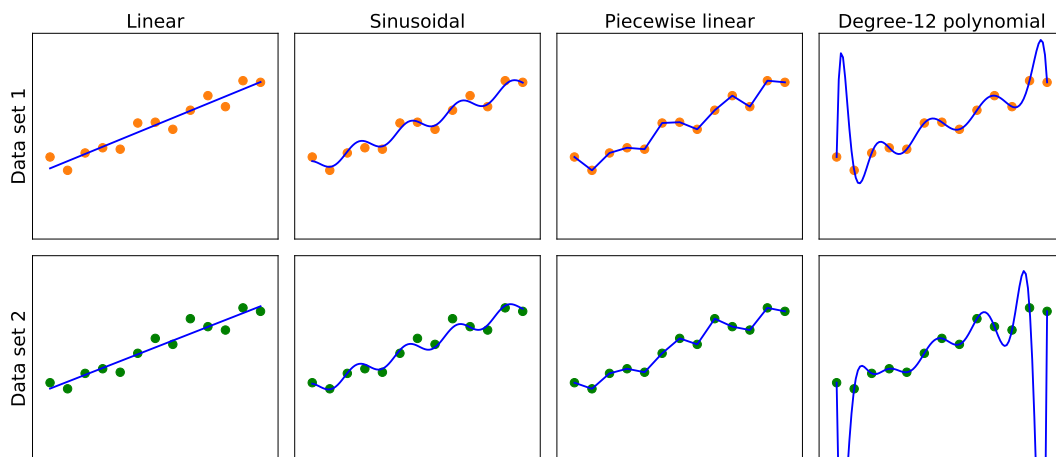 Linear
Sinusoidal
Piecewise linear
Degree-12 polynomial
Data set 1
Data set 2